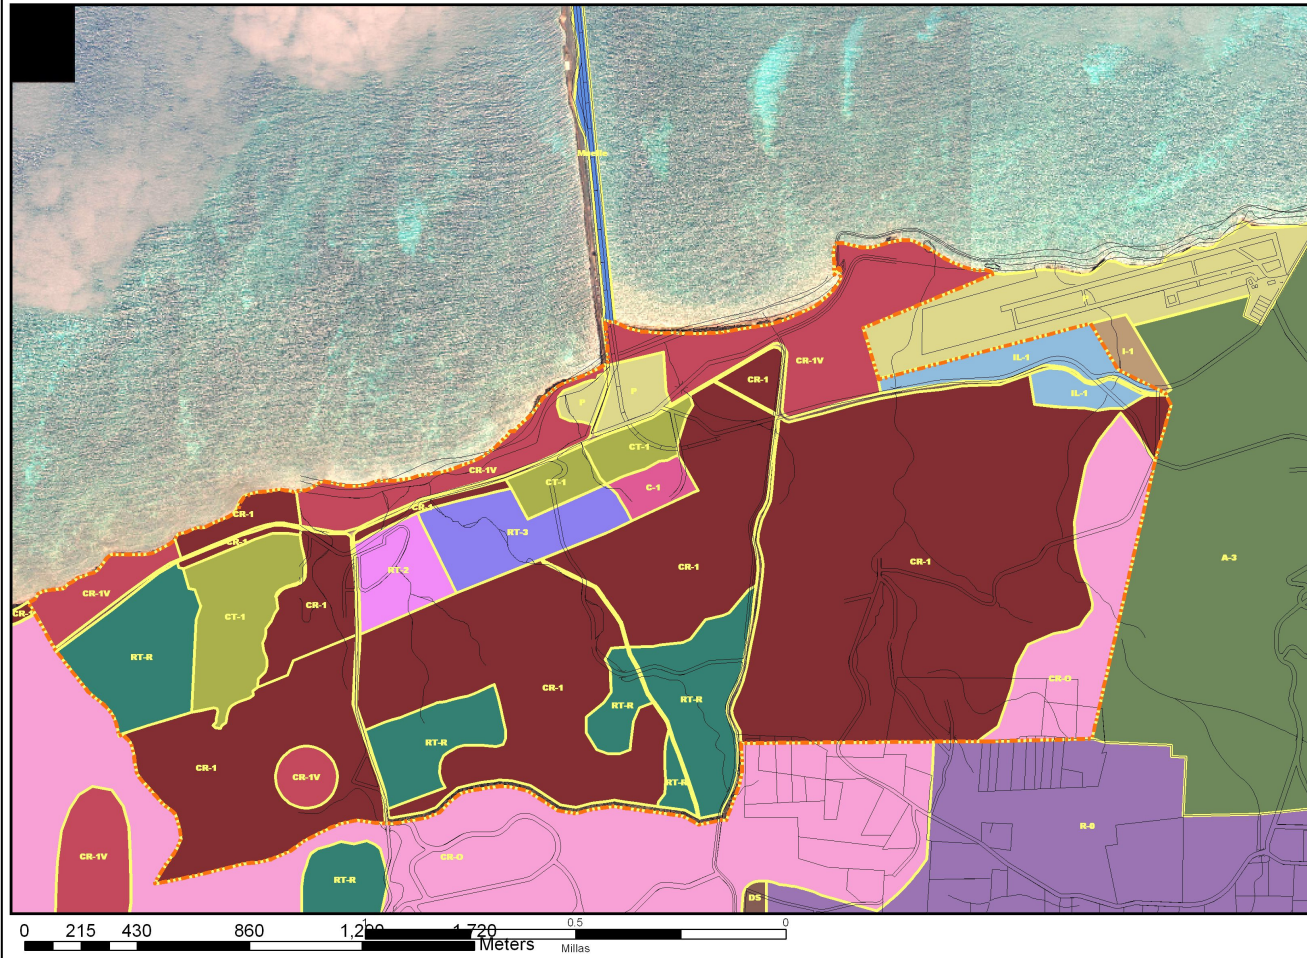 Muelle
CR-1V
IL-1
I-1
CR-1
IL-1
P
P
CT-1
CR-1V
CT-1
C-1
CR-1
CR-1
RT-3
CR-1
A-3
CR-1
CR-1
RT-2
CR-1V
CR-1
CT-1
RT-R
CR-1
CR-O
RT-R
RT-R
RT-R
CR-1
CR-1V
RT-R
R-0
CR-1V
CR-O
RT-R
DS
0 215 430 860 1,720
Meters
1 0.5 0
Millas